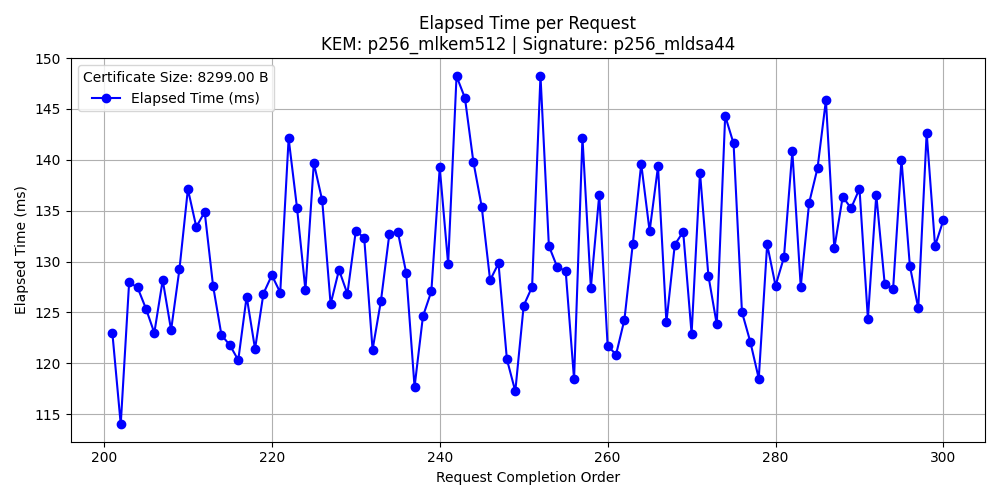 Elapsed Time per Request
KEM: p256_mlkem512 | Signature: p256_mldsa44
Certificate Size: 8299.00 B
Elapsed Time (ms)
Elapsed Time (ms)
150
145
140
135
130
125
120
115
200
220
240
260
280
300
Request Completion Order